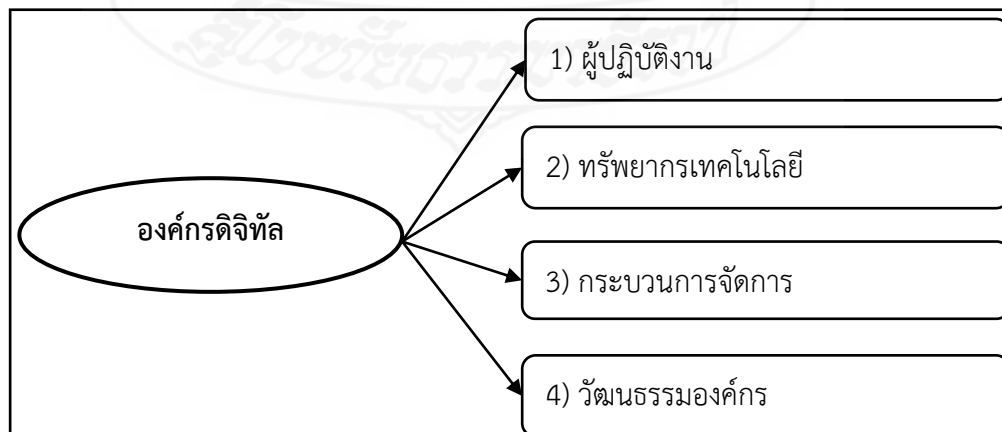 1) ผู้ปฏิบัติงาน
2) ทรัพยากรเทคโนโลยี
องค์กรดิจิทัล
3) กระบวนการจัดการ
4) วัฒนธรรมองค์กร